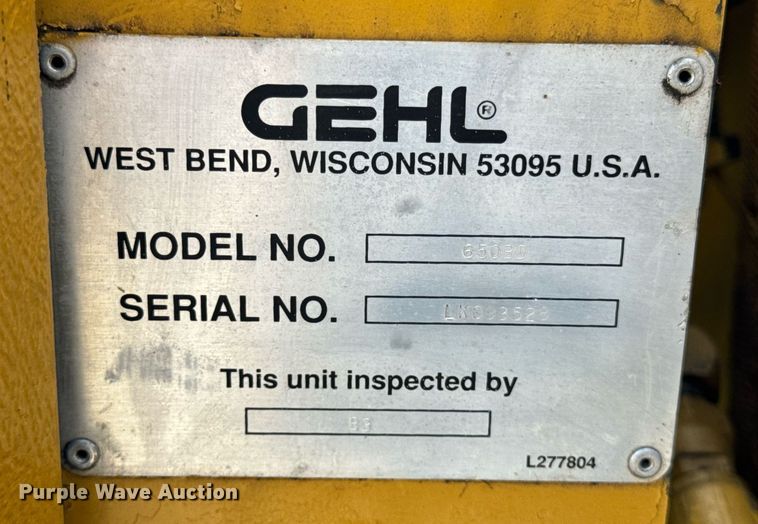 GEHL®
WEST BEND, WISCONSIN 53095 U.S.A.
MODEL NO.
SERIAL NO.
This unit inspected by
L277804
Purple Wave Auction